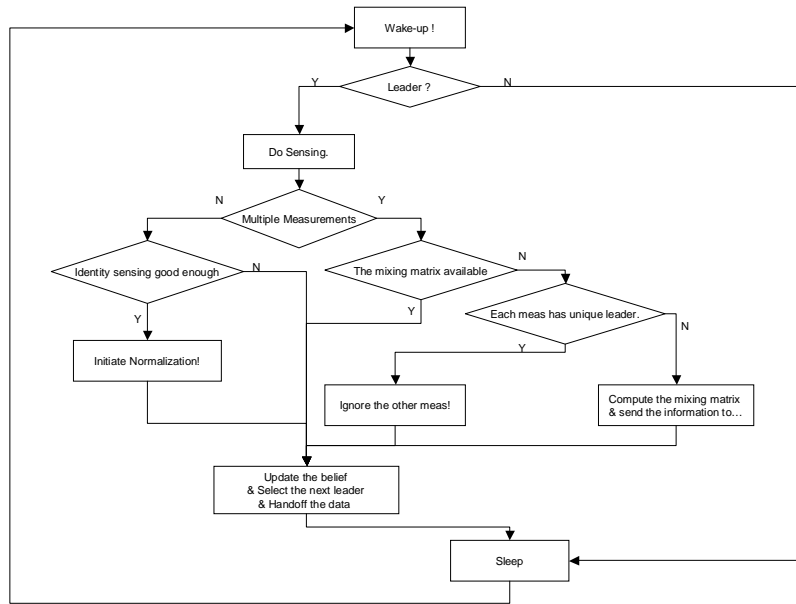 Wake-up !
Leader ?
Y
N
Do Sensing.
Multiple Measurements
N
Y
Identity sensing good enough
N
Y
The mixing matrix available
N
Y
Each meas has unique leader.
Y
N
Initiate Normalization!
Ignore the other meas!
Compute the mixing matrix
& send the information to…
Update the belief
& Select the next leader
& Handoff the data
Sleep